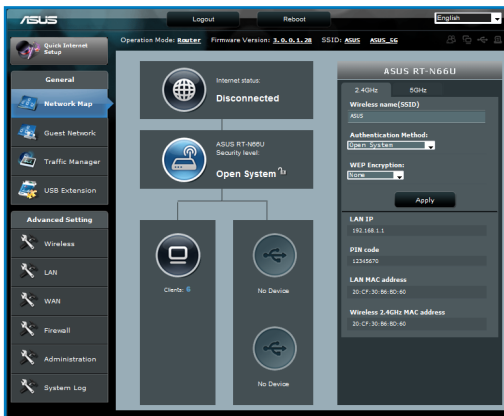 ASUS
Logout
Reboot
English
Quick Internet
Setup
Operation Mode: Router Firmware Version: 3.0.0.1.28 SSID: ASUS ASUS_5G
General
Network Map
Guest Network
Traffic Manager
USB Extension
Advanced Setting
Wireless
LAN
WAN
Firewall
Administration
System Log
Internet status:
Disconnected
ASUS RT-N66U
Security level:
Open System
Clients: 6
No Device
No Device
ASUS RT-N66U
2.4GHz
5GHz
Wireless name(SSID)
ASUS
Authentication Method:
Open System
WEP Encryption:
None
Apply
LAN IP
192.168.1.1
PIN code
12345670
LAN MAC address
20:CF:30:B6:BD:60
Wireless 2.4GHz MAC address
20:CF:30:B6:BD:60